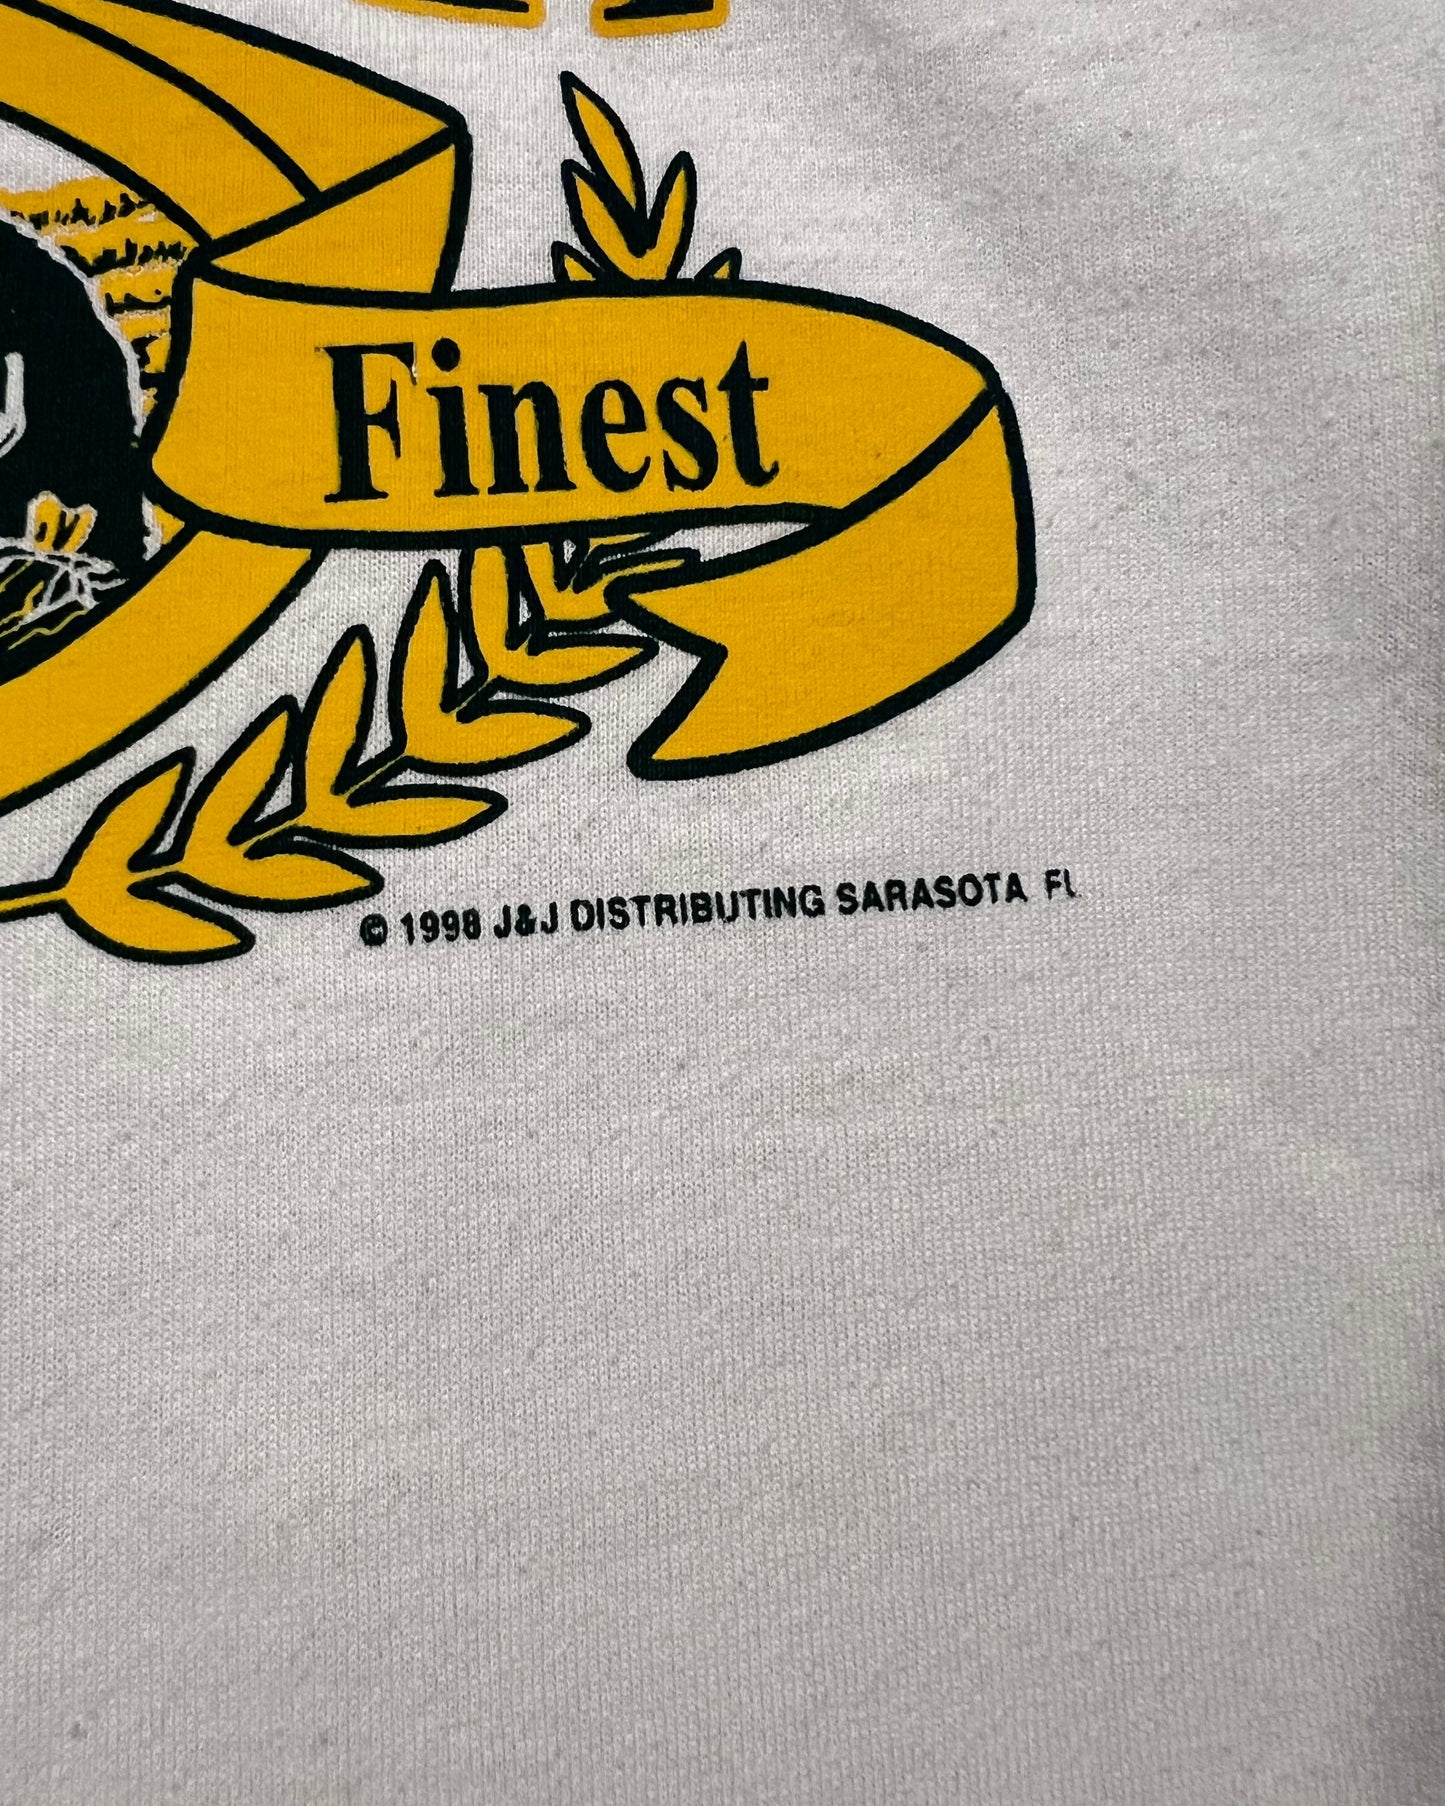 Finest
© 1998 J&J DISTRIBUTING SARASOTA FL